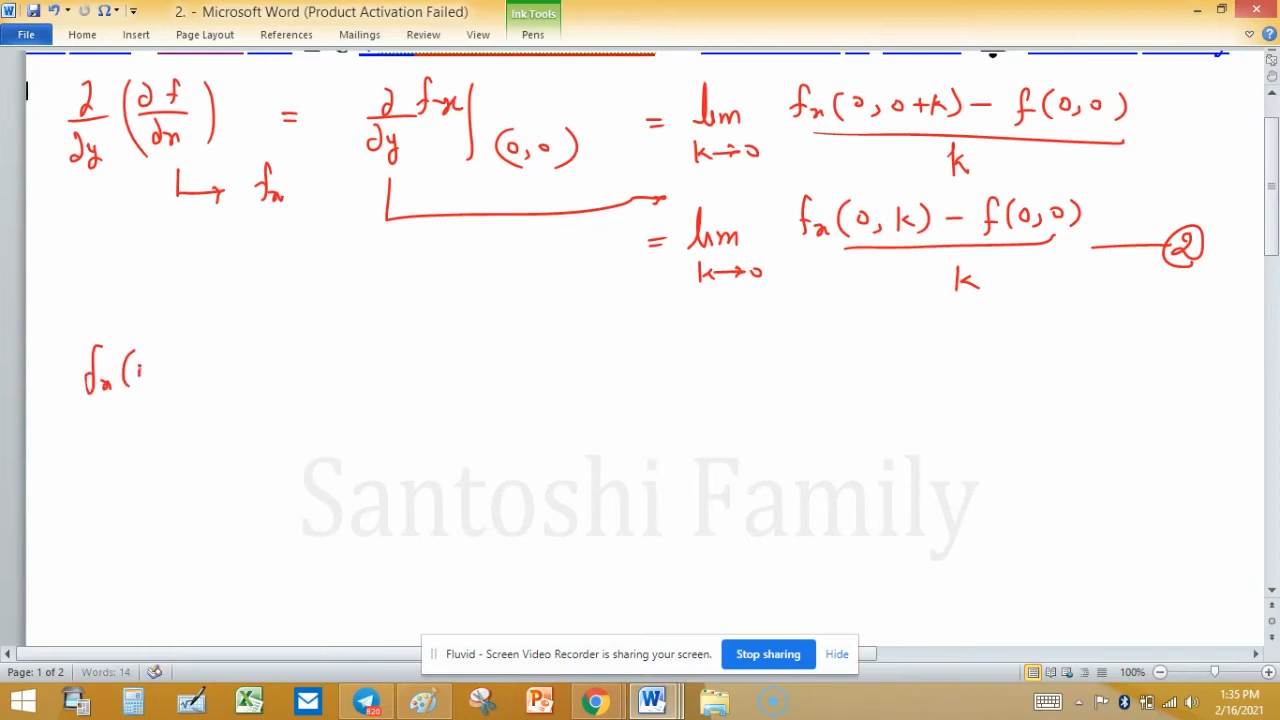 2. - Microsoft Word (Product Activation Failed)
Ink Tools
File Home Insert Page Layout References Mailings Review View Pens
∂/∂y (∂f/dx) = ∂/∂y fx |(0,0) = lim k→0 fx(0, 0+k) − f(0,0) / k
↳ fx
= lim k→0 fx(0, k) − f(0,0) / k —②
fx(
Santoshi Family
Fluvid - Screen Video Recorder is sharing your screen. Stop sharing Hide
Page: 1 of 2 Words: 14 100%
820
1:35 PM
2/16/2021